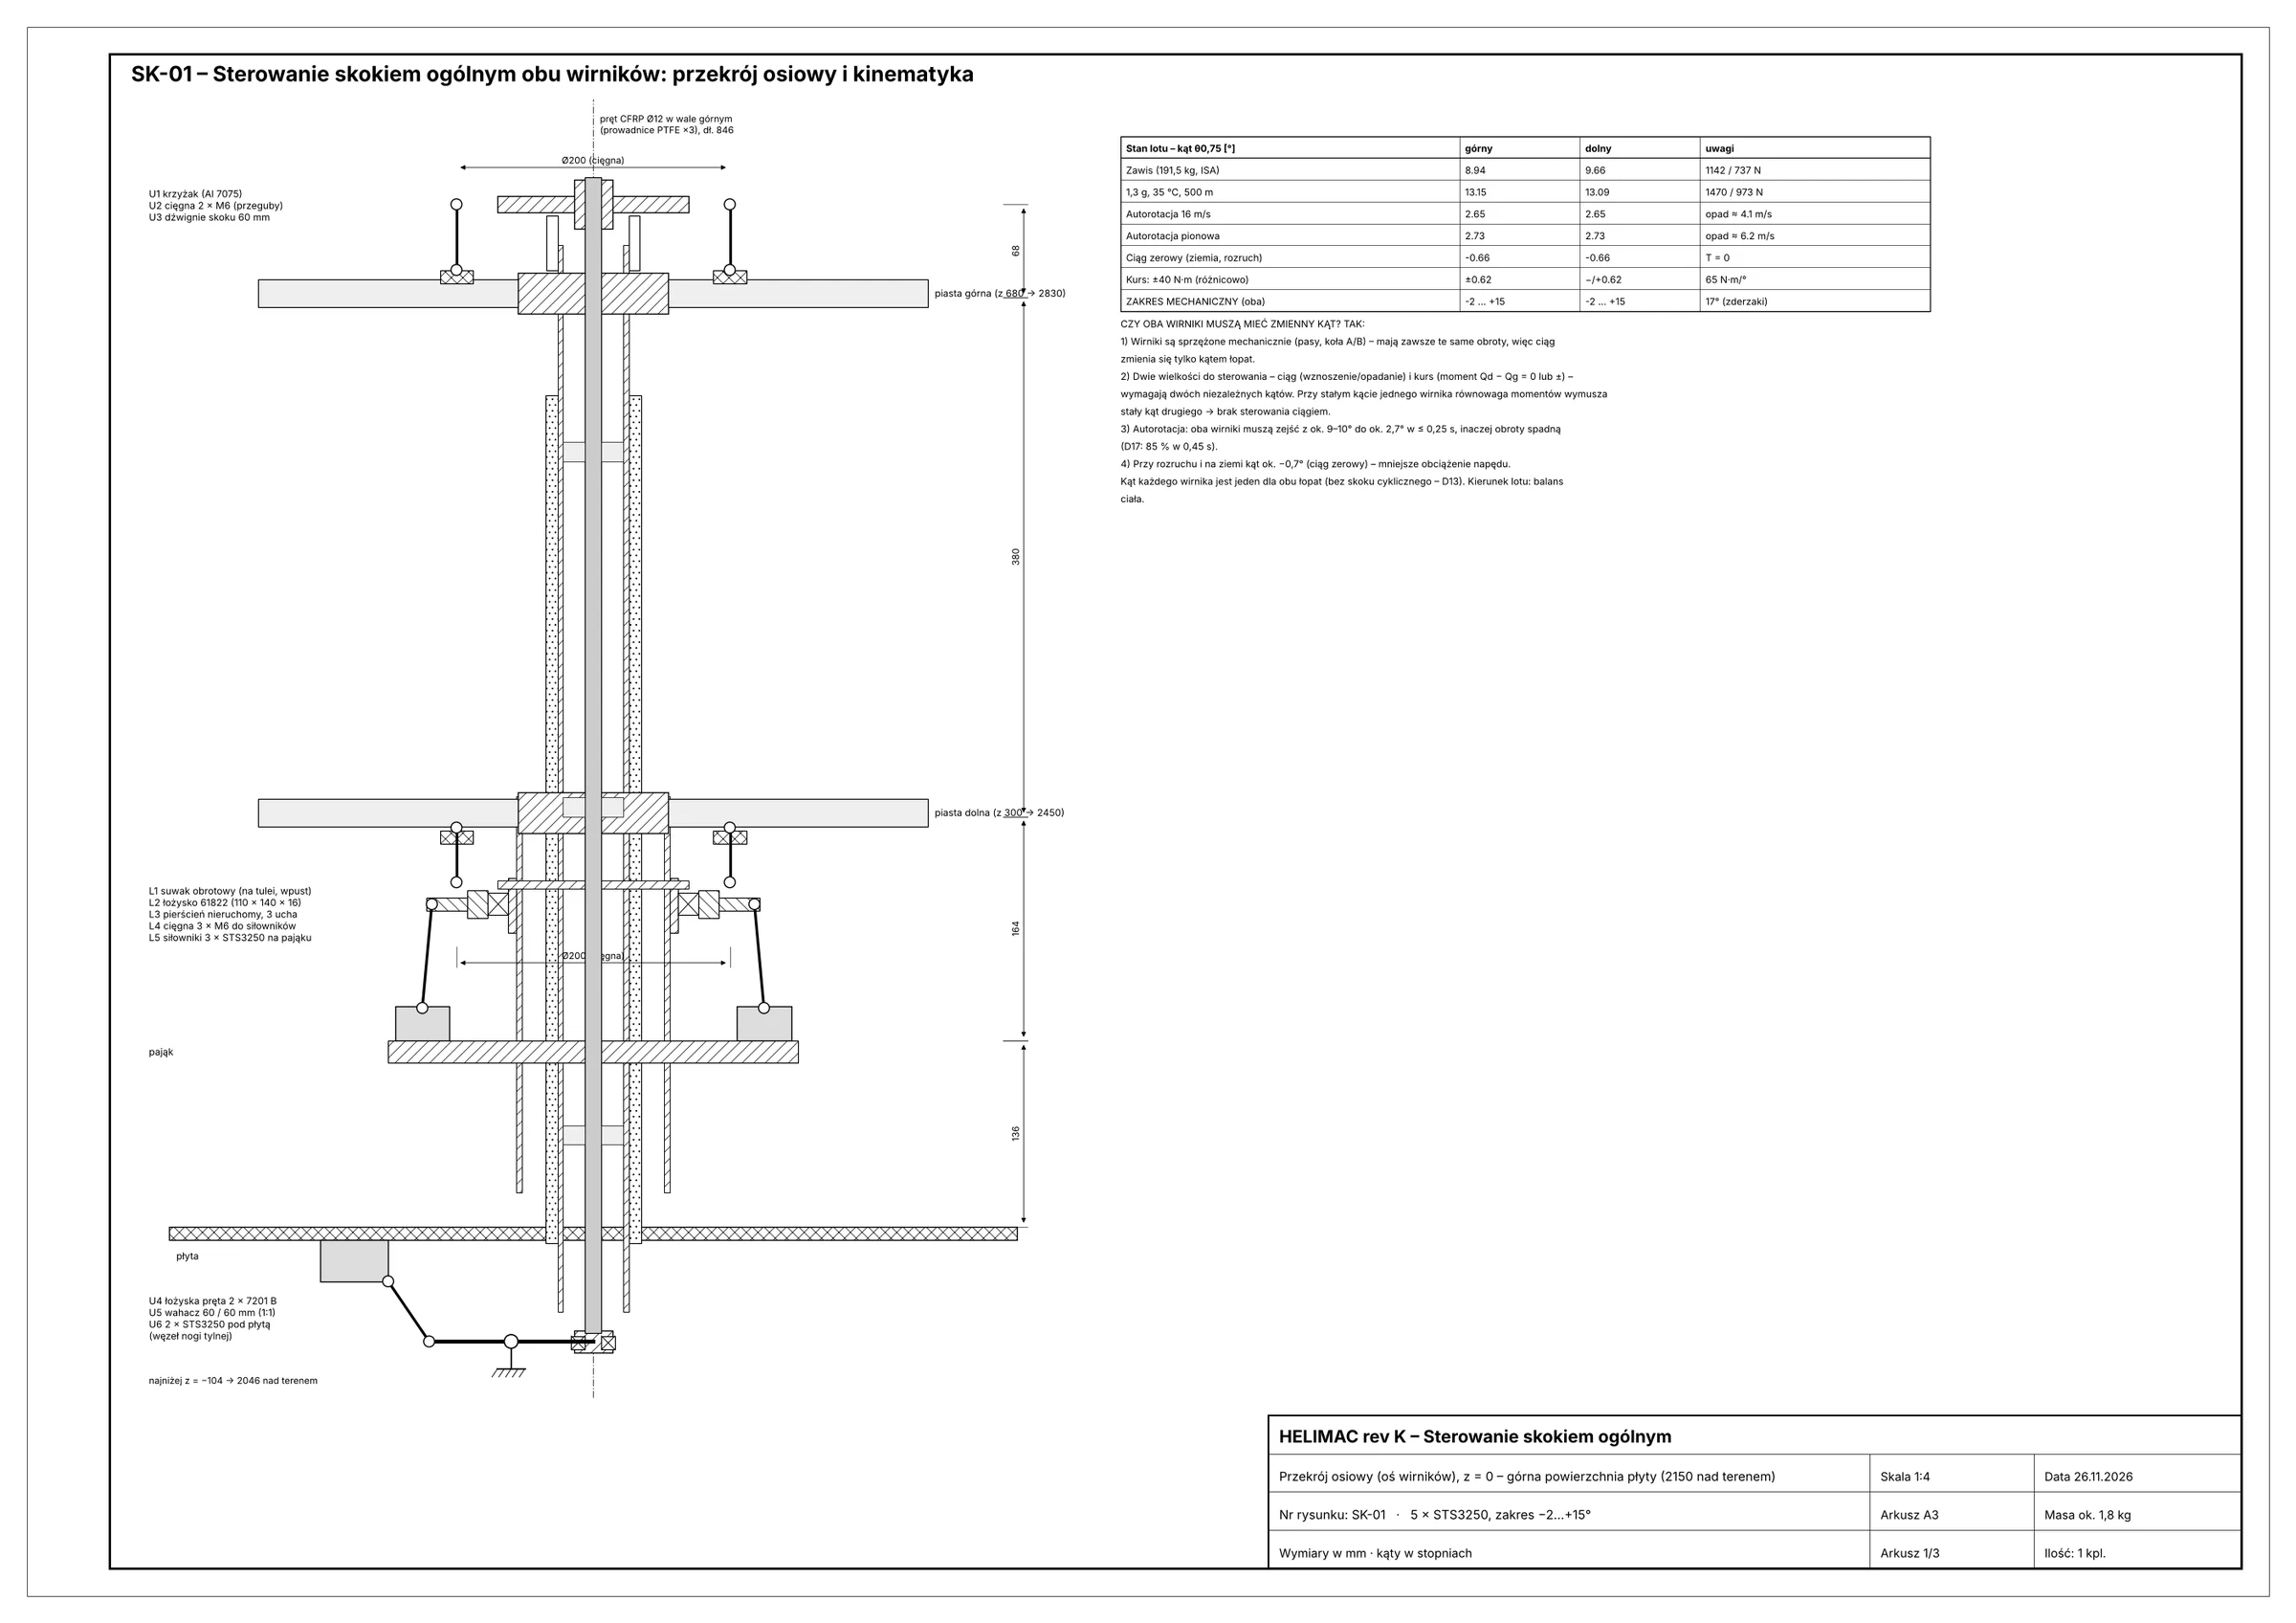 SK-01 – Sterowanie skokiem ogólnym obu wirników: przekrój osiowy i kinematyka
pręt CFRP Ø12 w wale górnym
(prowadnice PTFE ×3), dł. 846
Ø200 (cięgna)
U1 krzyżak (Al 7075)
U2 cięgna 2 × M6 (przeguby)
U3 dźwignie skoku 60 mm
68
piasta górna (z 680 → 2830)
380
piasta dolna (z 300 → 2450)
L1 suwak obrotowy (na tulei, wpust)
L2 łożysko 61822 (110 × 140 × 16)
L3 pierścień nieruchomy, 3 ucha
L4 cięgna 3 × M6 do siłowników
L5 siłowniki 3 × STS3250 na pająku
164
Ø200 ęgna)
pająk
136
płyta
U4 łożyska pręta 2 × 7201 B
U5 wahacz 60 / 60 mm (1:1)
U6 2 × STS3250 pod płytą
(węzeł nogi tylnej)
najniżej z = −104 → 2046 nad terenem
Stan lotu – kąt θ0,75 [°] górny dolny uwagi
Zawis (191,5 kg, ISA) 8.94 9.66 1142 / 737 N
1,3 g, 35 °C, 500 m 13.15 13.09 1470 / 973 N
Autorotacja 16 m/s 2.65 2.65 opad ≈ 4.1 m/s
Autorotacja pionowa 2.73 2.73 opad ≈ 6.2 m/s
Ciąg zerowy (ziemia, rozruch) -0.66 -0.66 T = 0
Kurs: ±40 N·m (różnicowo) ±0.62 −/+0.62 65 N·m/°
ZAKRES MECHANICZNY (oba) -2 … +15 -2 … +15 17° (zderzaki)
CZY OBA WIRNIKI MUSZĄ MIEĆ ZMIENNY KĄT? TAK:
1) Wirniki są sprzężone mechanicznie (pasy, koła A/B) – mają zawsze te same obroty, więc ciąg
zmienia się tylko kątem łopat.
2) Dwie wielkości do sterowania – ciąg (wznoszenie/opadanie) i kurs (moment Qd − Qg = 0 lub ±) –
wymagają dwóch niezależnych kątów. Przy stałym kącie jednego wirnika równowaga momentów wymusza
stały kąt drugiego → brak sterowania ciągiem.
3) Autorotacja: oba wirniki muszą zejść z ok. 9–10° do ok. 2,7° w ≤ 0,25 s, inaczej obroty spadną
(D17: 85 % w 0,45 s).
4) Przy rozruchu i na ziemi kąt ok. −0,7° (ciąg zerowy) – mniejsze obciążenie napędu.
Kąt każdego wirnika jest jeden dla obu łopat (bez skoku cyklicznego – D13). Kierunek lotu: balans
ciała.
HELIMAC rev K – Sterowanie skokiem ogólnym
Przekrój osiowy (oś wirników), z = 0 – górna powierzchnia płyty (2150 nad terenem) Skala 1:4 Data 26.11.2026
Nr rysunku: SK-01 · 5 × STS3250, zakres −2…+15° Arkusz A3 Masa ok. 1,8 kg
Wymiary w mm · kąty w stopniach Arkusz 1/3 Ilość: 1 kpl.